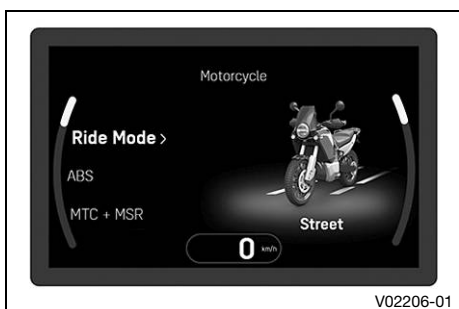 Motorcycle
Ride Mode >
ABS
MTC + MSR
Street
0 km/h
V02206-01